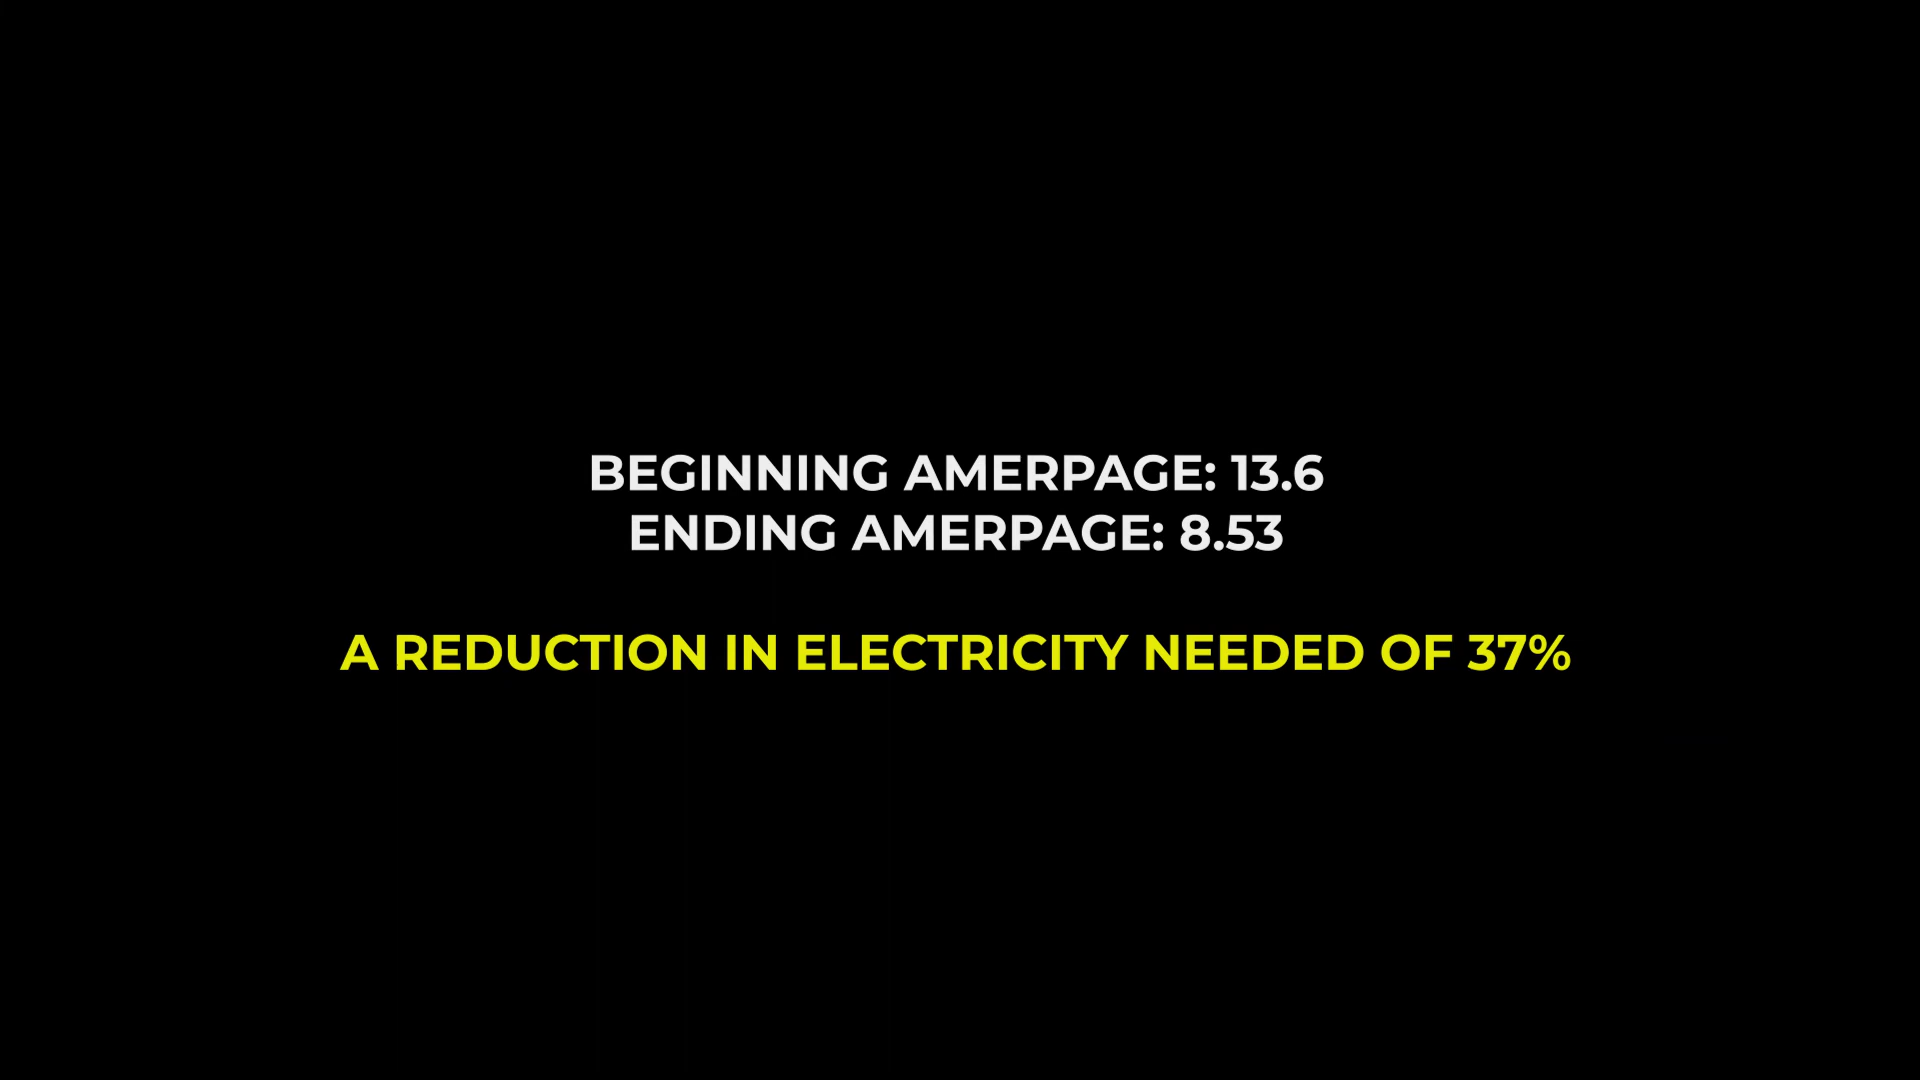 BEGINNING AMERPAGE: 13.6
ENDING AMERPAGE: 8.53
A REDUCTION IN ELECTRICITY NEEDED OF 37%